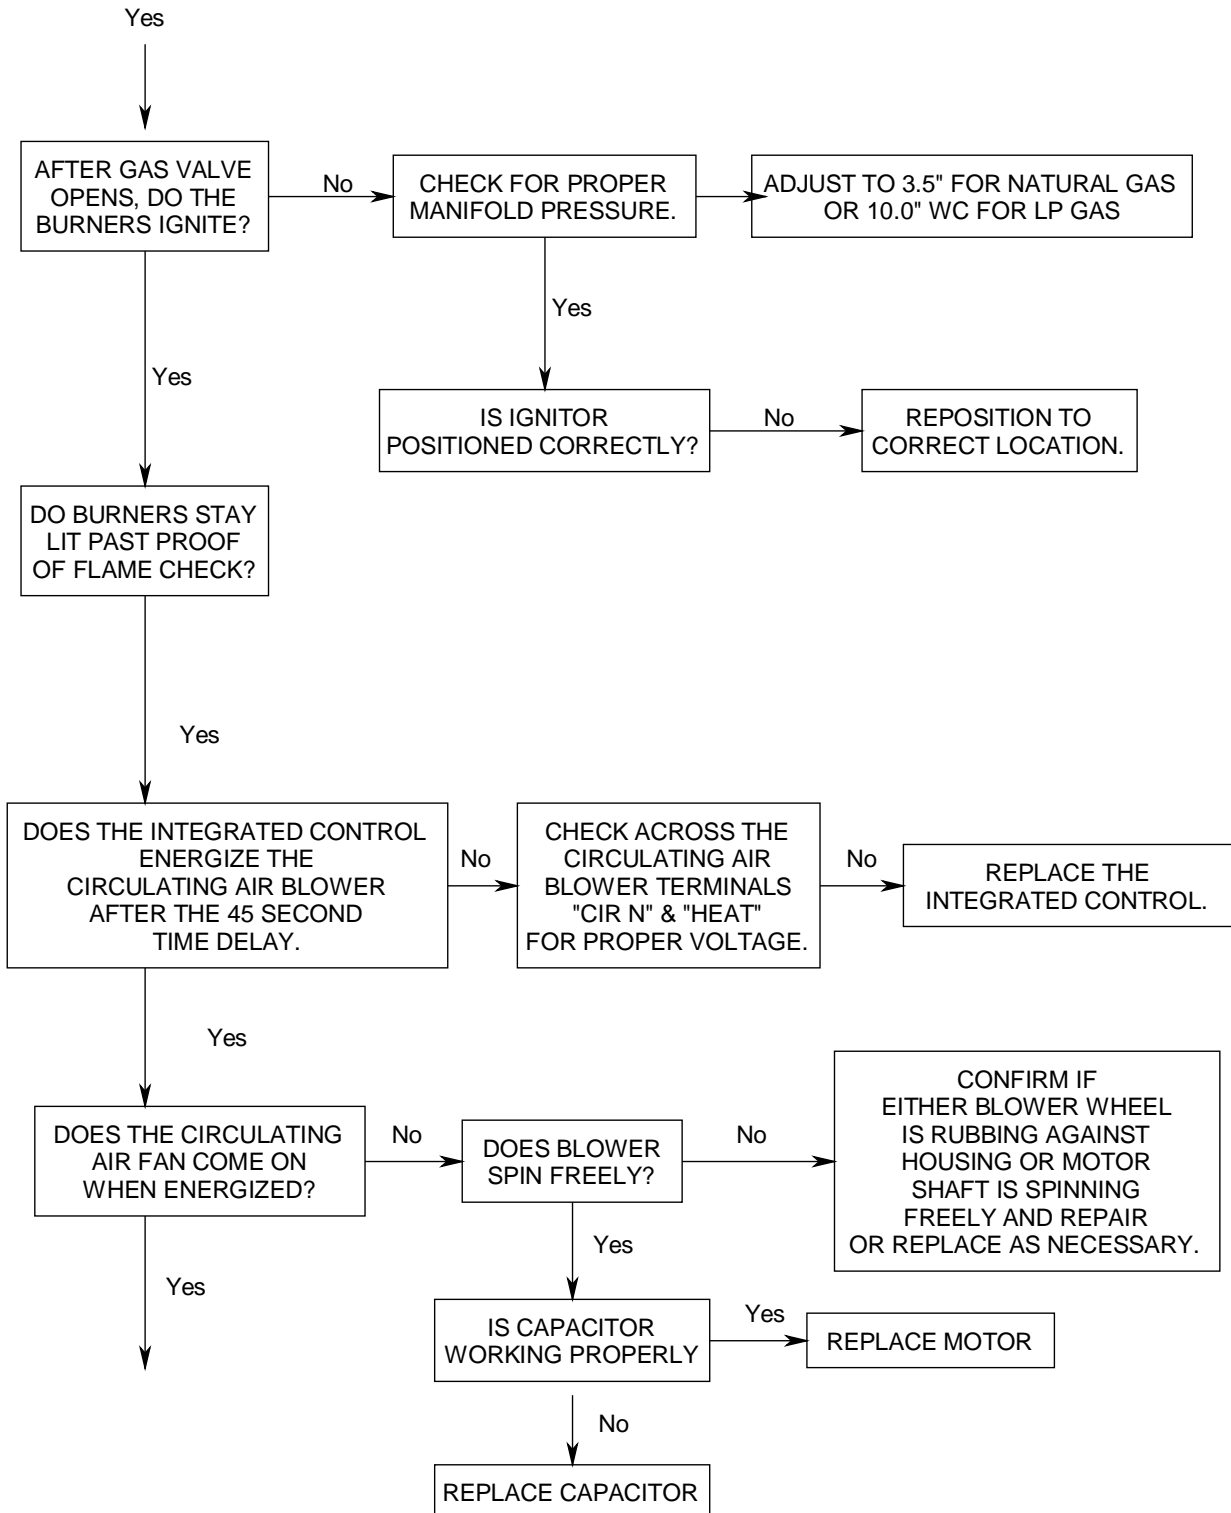 Yes
AFTER GAS VALVE
OPENS, DO THE
BURNERS IGNITE?
No
CHECK FOR PROPER
MANIFOLD PRESSURE.
ADJUST TO 3.5" FOR NATURAL GAS
OR 10.0" WC FOR LP GAS
Yes
Yes
IS IGNITOR
POSITIONED CORRECTLY?
No
REPOSITION TO
CORRECT LOCATION.
DO BURNERS STAY
LIT PAST PROOF
OF FLAME CHECK?
Yes
DOES THE INTEGRATED CONTROL
ENERGIZE THE
CIRCULATING AIR BLOWER
AFTER THE 45 SECOND
TIME DELAY.
No
CHECK ACROSS THE
CIRCULATING AIR
BLOWER TERMINALS
"CIR N" & "HEAT"
FOR PROPER VOLTAGE.
No
REPLACE THE
INTEGRATED CONTROL.
Yes
DOES THE CIRCULATING
AIR FAN COME ON
WHEN ENERGIZED?
No
DOES BLOWER
SPIN FREELY?
No
CONFIRM IF
EITHER BLOWER WHEEL
IS RUBBING AGAINST
HOUSING OR MOTOR
SHAFT IS SPINNING
FREELY AND REPAIR
OR REPLACE AS NECESSARY.
Yes
Yes
IS CAPACITOR
WORKING PROPERLY
Yes
REPLACE MOTOR
No
REPLACE CAPACITOR